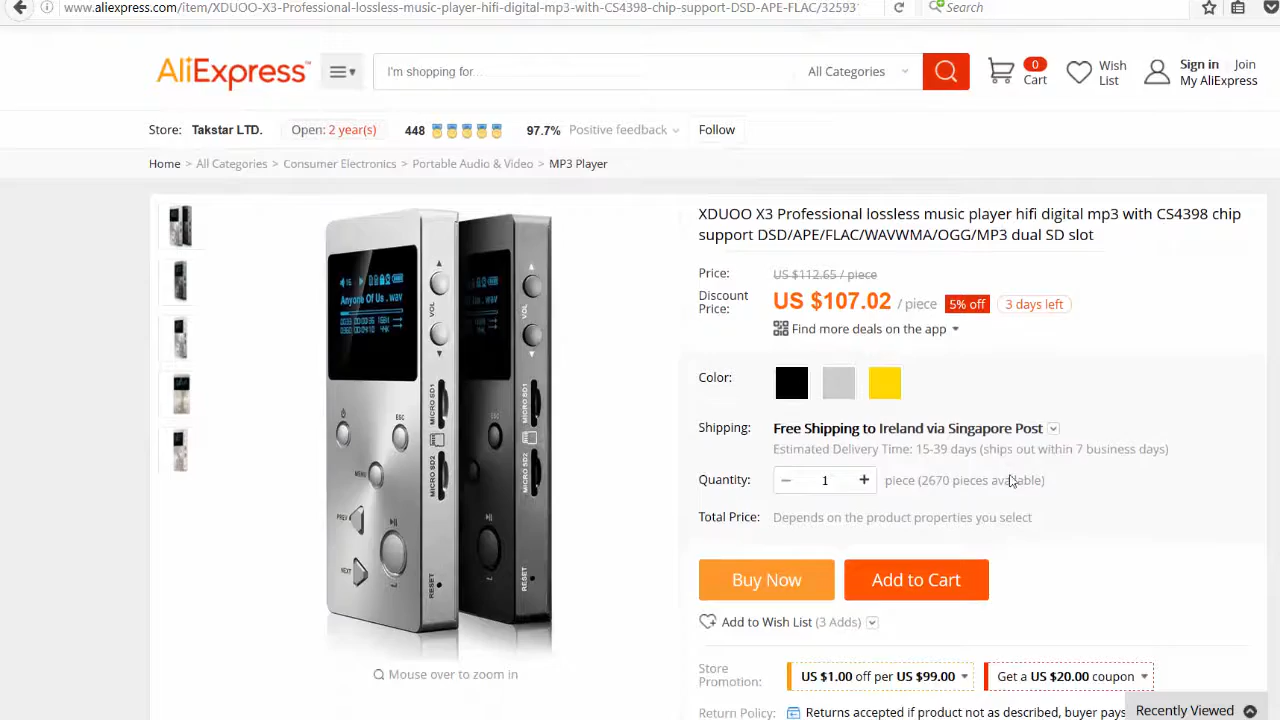 www.aliexpress.com/item/XDUOO-X3-Professional-lossless-music-player-hifi-digital-mp3-with-CS4398-chip-support-DSD-APE-FLAC/32593
Search
AliExpress
I'm shopping for...
All Categories
0
Cart
Wish
List
Sign in Join
My AliExpress
Store: Takstar LTD. Open: 2 year(s) 448 97.7% Positive feedback Follow
Home > All Categories > Consumer Electronics > Portable Audio & Video > MP3 Player
XDUOO X3 Professional lossless music player hifi digital mp3 with CS4398 chip
support DSD/APE/FLAC/WAVWMA/OGG/MP3 dual SD slot
Price: US $112.65 / piece
Discount
Price:
US $107.02 / piece 5% off 3 days left
Find more deals on the app
Color:
Shipping: Free Shipping to Ireland via Singapore Post
Estimated Delivery Time: 15-39 days (ships out within 7 business days)
Quantity: − 1 + piece (2670 pieces available)
Total Price: Depends on the product properties you select
Buy Now
Add to Cart
Add to Wish List (3 Adds)
Store
Promotion:
US $1.00 off per US $99.00
Get a US $20.00 coupon
Return Policy: Returns accepted if product not as described, buyer pays
Recently Viewed
Anyone Of Us .wav
VOL
MICRO SD1
ESC
MICRO SD2
MENU
PREV
NEXT
RESET
VOL
MICRO SD1
ESC
MICRO SD2
RESET
Mouse over to zoom in